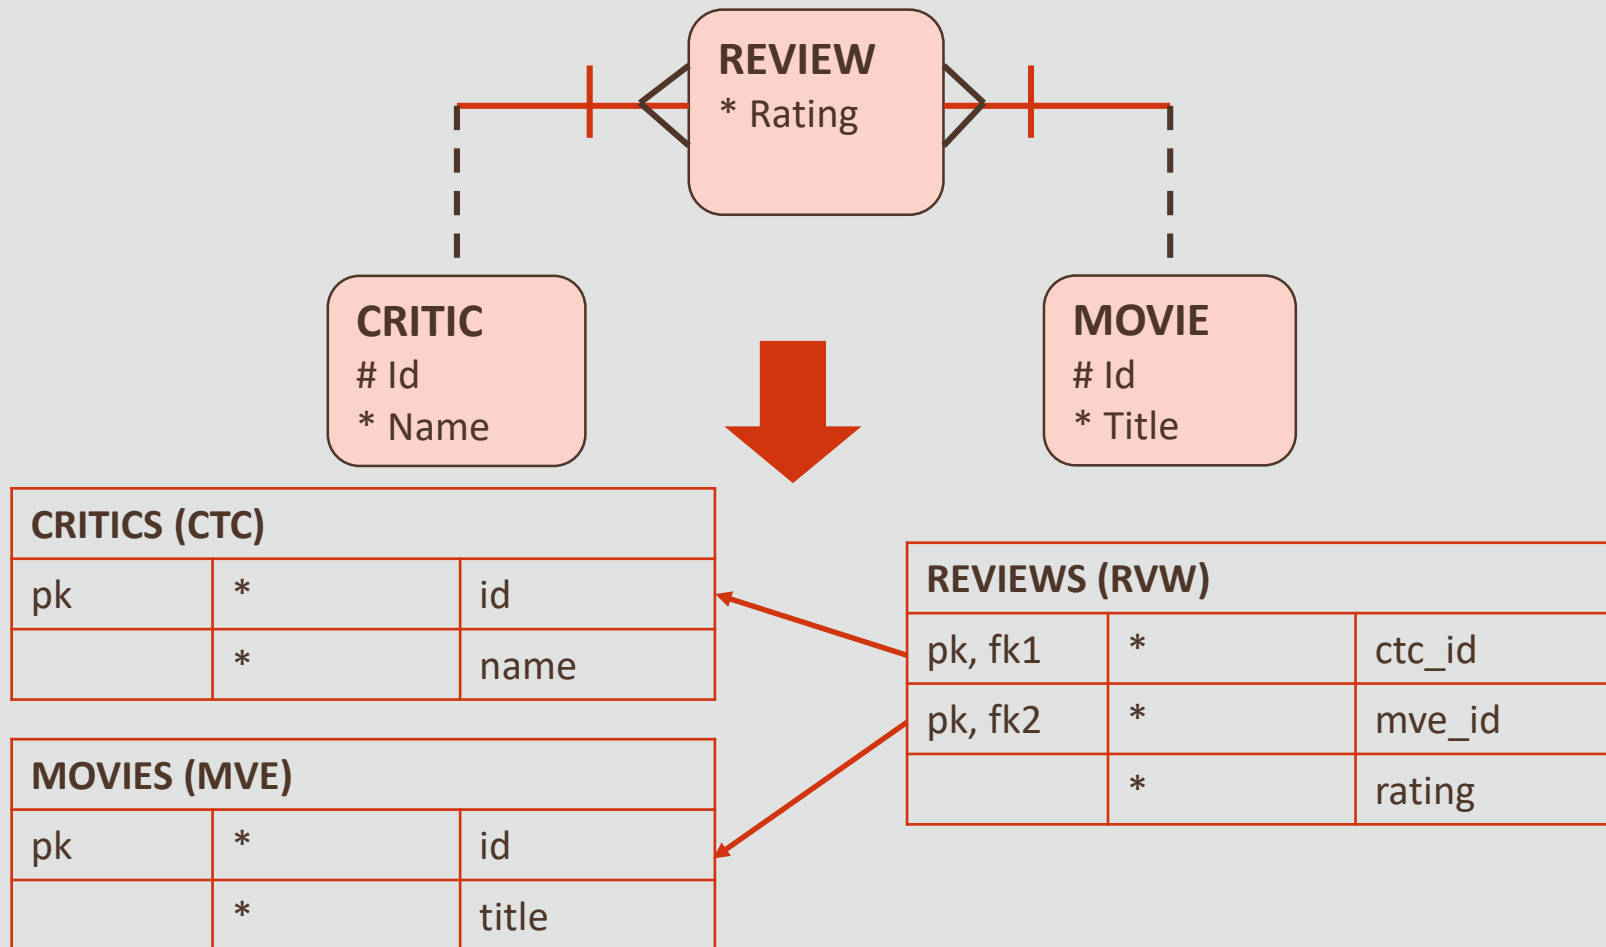 REVIEW
* Rating
CRITIC
# Id
* Name
MOVIE
# Id
* Title
CRITICS (CTC)
pk * id
* name
MOVIES (MVE)
pk * id
* title
REVIEWS (RVW)
pk, fk1 * ctc_id
pk, fk2 * mve_id
* rating